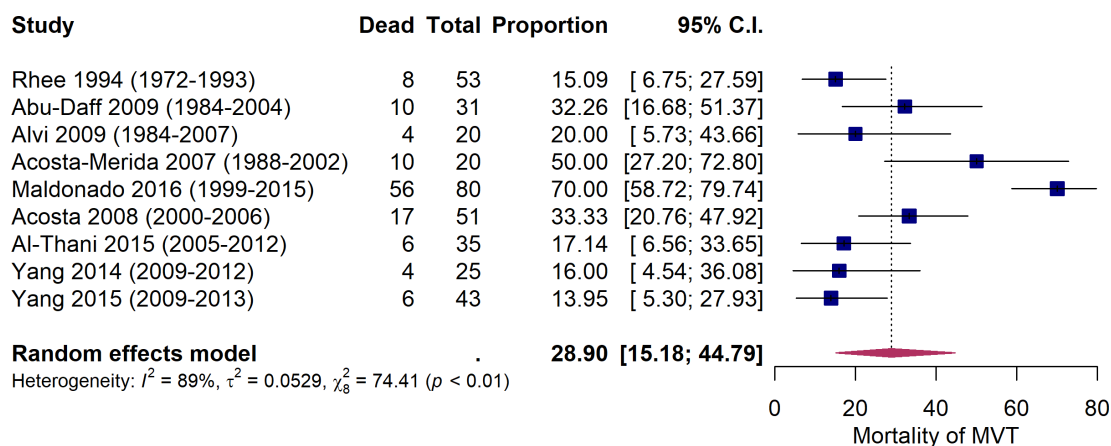 Study Dead Total Proportion 95% C.I.
Rhee 1994 (1972-1993) 8 53 15.09 [ 6.75; 27.59]
Abu-Daff 2009 (1984-2004) 10 31 32.26 [16.68; 51.37]
Alvi 2009 (1984-2007) 4 20 20.00 [ 5.73; 43.66]
Acosta-Merida 2007 (1988-2002) 10 20 50.00 [27.20; 72.80]
Maldonado 2016 (1999-2015) 56 80 70.00 [58.72; 79.74]
Acosta 2008 (2000-2006) 17 51 33.33 [20.76; 47.92]
Al-Thani 2015 (2005-2012) 6 35 17.14 [ 6.56; 33.65]
Yang 2014 (2009-2012) 4 25 16.00 [ 4.54; 36.08]
Yang 2015 (2009-2013) 6 43 13.95 [ 5.30; 27.93]
Random effects model . 28.90 [15.18; 44.79]
Heterogeneity: I² = 89%, τ² = 0.0529, χ²₈ = 74.41 (p < 0.01)
0 20 40 60 80
Mortality of MVT